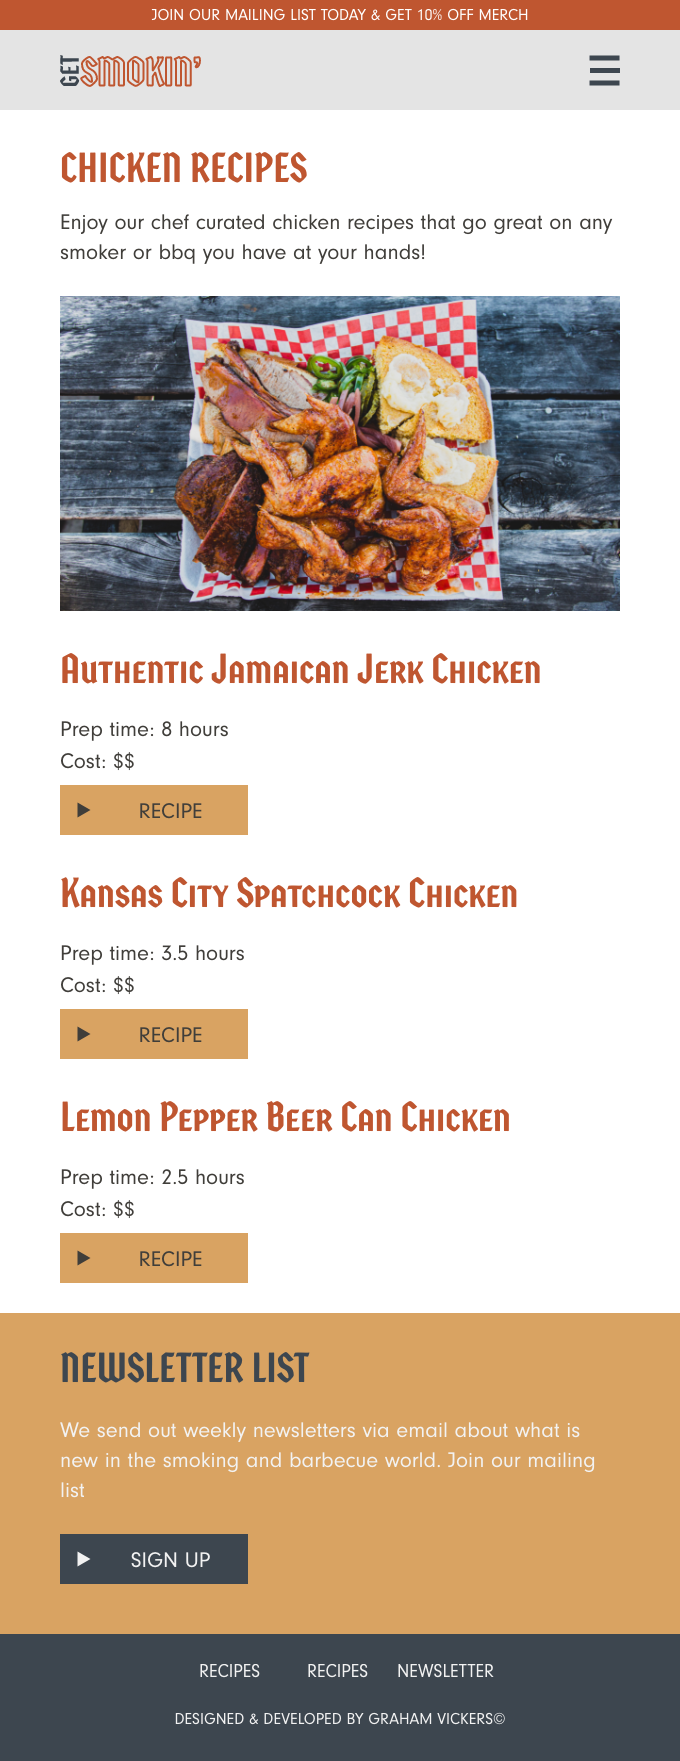 JOIN OUR MAILING LIST TODAY & GET 10% OFF MERCH
GET SMOKIN'
CHICKEN RECIPES
Enjoy our chef curated chicken recipes that go great on any
smoker or bbq you have at your hands!
Authentic Jamaican Jerk Chicken
Prep time: 8 hours
Cost: $$
RECIPE
Kansas City Spatchcock Chicken
Prep time: 3.5 hours
Cost: $$
RECIPE
Lemon Pepper Beer Can Chicken
Prep time: 2.5 hours
Cost: $$
RECIPE
NEWSLETTER LIST
We send out weekly newsletters via email about what is
new in the smoking and barbecue world. Join our mailing
list
SIGN UP
RECIPES RECIPES NEWSLETTER
DESIGNED & DEVELOPED BY GRAHAM VICKERS©